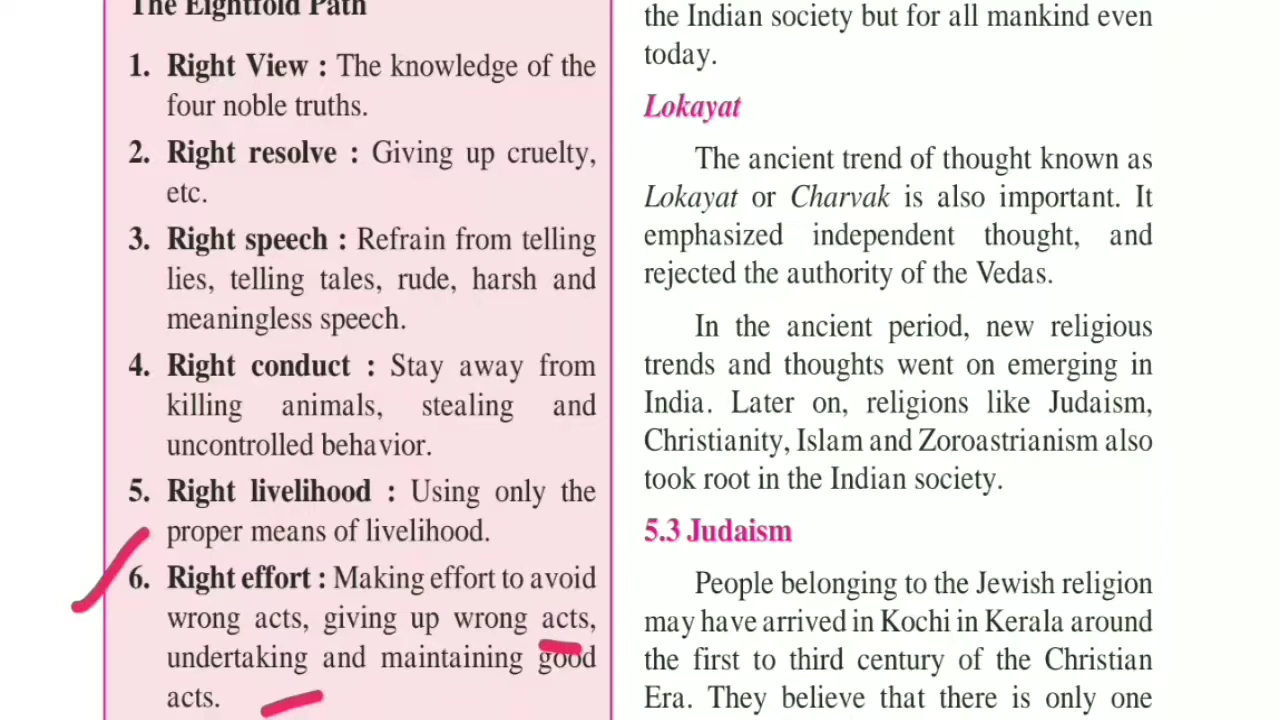 The Eightfold Path
1. Right View : The knowledge of the
four noble truths.
2. Right resolve : Giving up cruelty,
etc.
3. Right speech : Refrain from telling
lies, telling tales, rude, harsh and
meaningless speech.
4. Right conduct : Stay away from
killing animals, stealing and
uncontrolled behavior.
5. Right livelihood : Using only the
proper means of livelihood.
6. Right effort : Making effort to avoid
wrong acts, giving up wrong acts,
undertaking and maintaining good
acts.
the Indian society but for all mankind even
today.
Lokayat
The ancient trend of thought known as
Lokayat or Charvak is also important. It
emphasized independent thought, and
rejected the authority of the Vedas.
In the ancient period, new religious
trends and thoughts went on emerging in
India. Later on, religions like Judaism,
Christianity, Islam and Zoroastrianism also
took root in the Indian society.
5.3 Judaism
People belonging to the Jewish religion
may have arrived in Kochi in Kerala around
the first to third century of the Christian
Era. They believe that there is only one